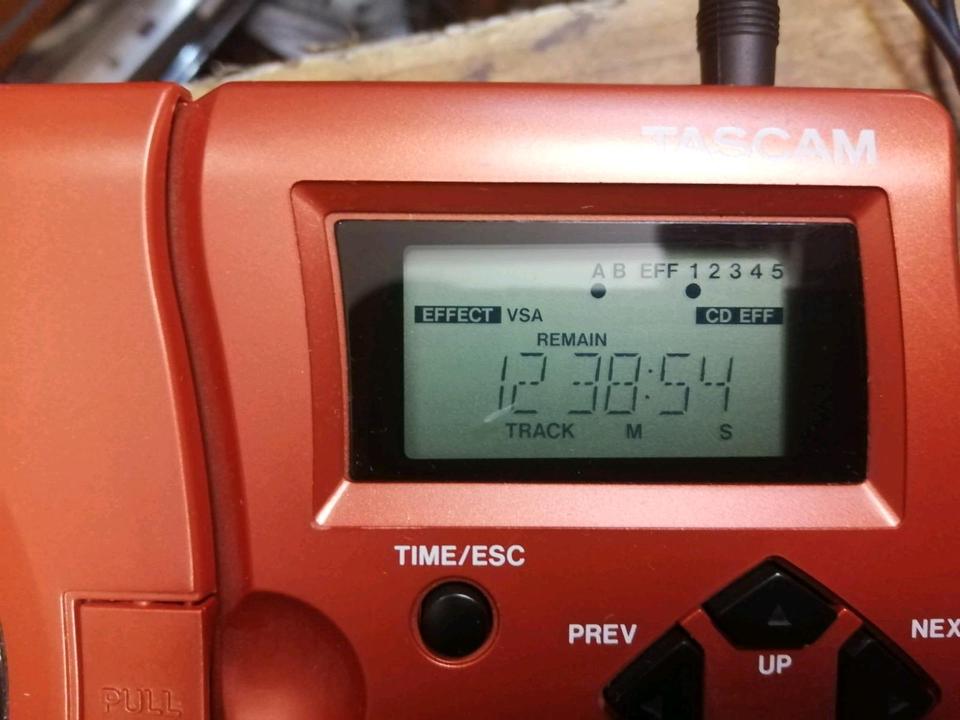 TASCAM
A B EFF 1 2 3 4 5
EFFECT VSA CD EFF
REMAIN
12 38:54
TRACK M S
TIME/ESC
PREV
NEX
UP
PULL